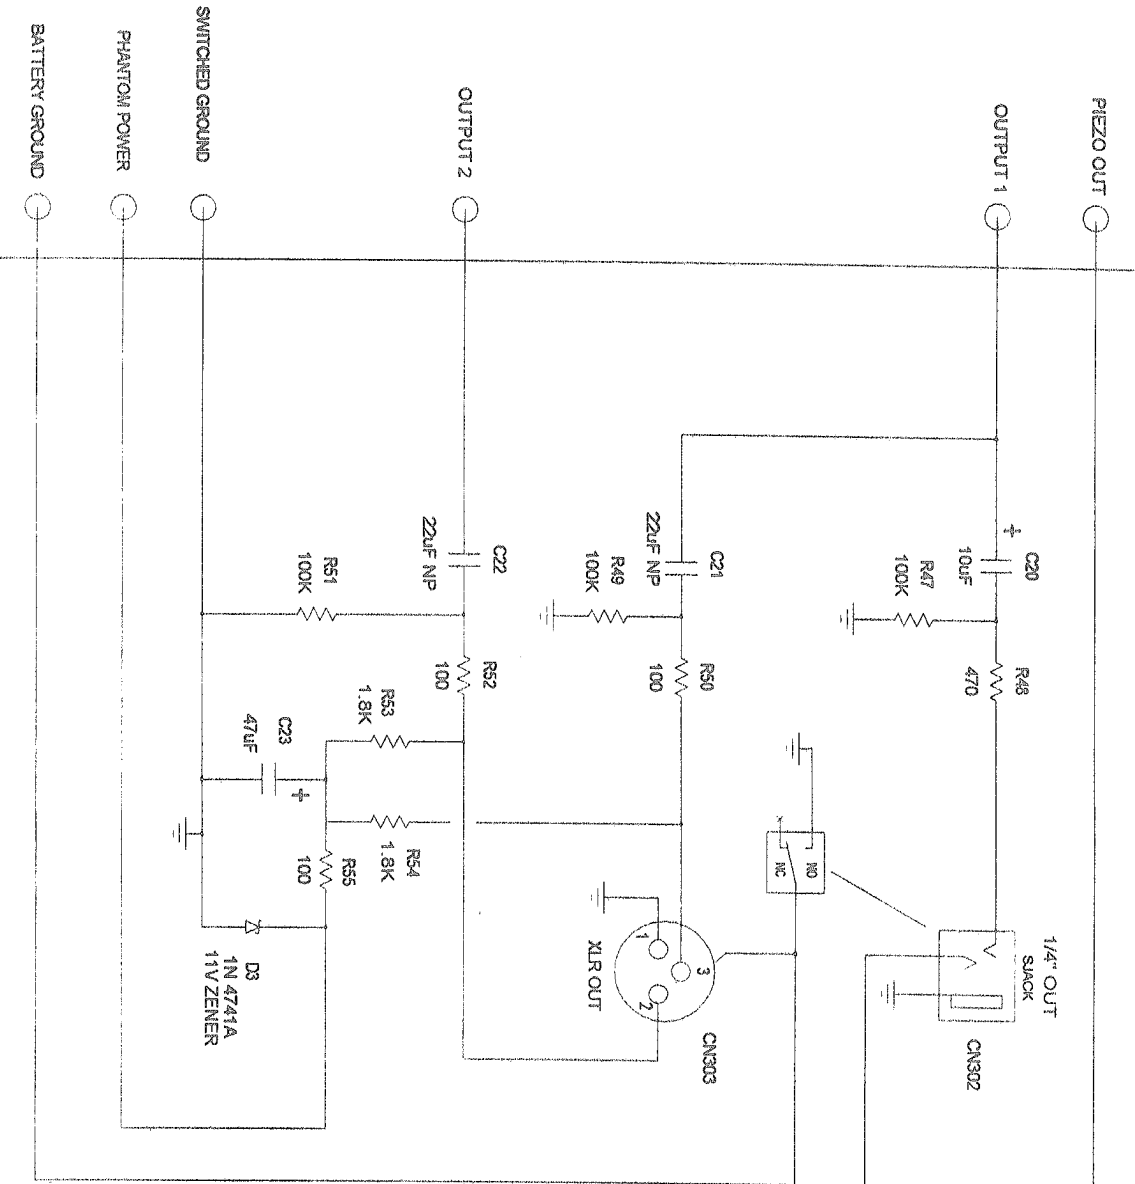 PIEZO OUT
OUTPUT 1
OUTPUT 2
SWITCHED GROUND
PHANTOM POWER
BATTERY GROUND
+
C20
10uF
R47
100K
R48
470
C21
22uF NP
R49
100K
R50
100
C22
22uF NP
R51
100K
R52
100
R53
1.8K
R54
1.8K
C23
47uF
+
R55
100
D3
1N 4741A
11V ZENER
NO
NC
1/4" OUT
SJACK
CN302
1
3
2
XLR OUT
CN303